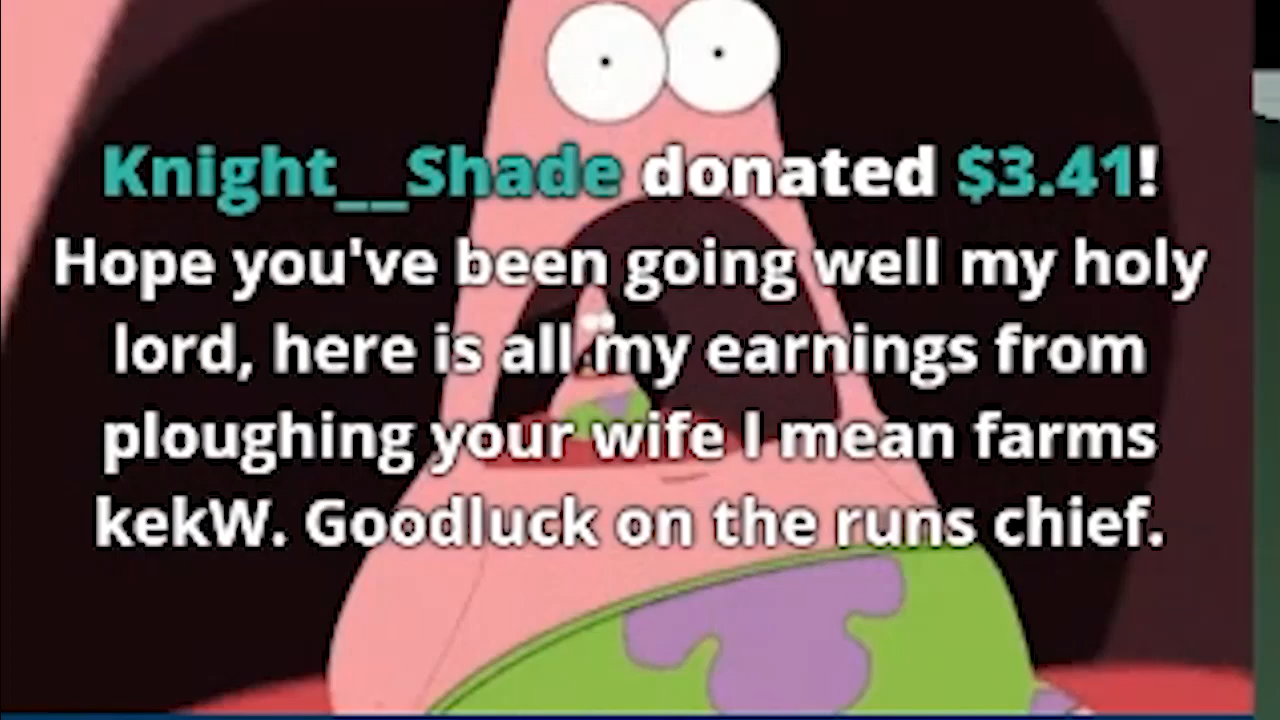 Knight__Shade donated $3.41!
Hope you've been going well my holy
lord, here is all my earnings from
ploughing your wife I mean farms
kekW. Goodluck on the runs chief.